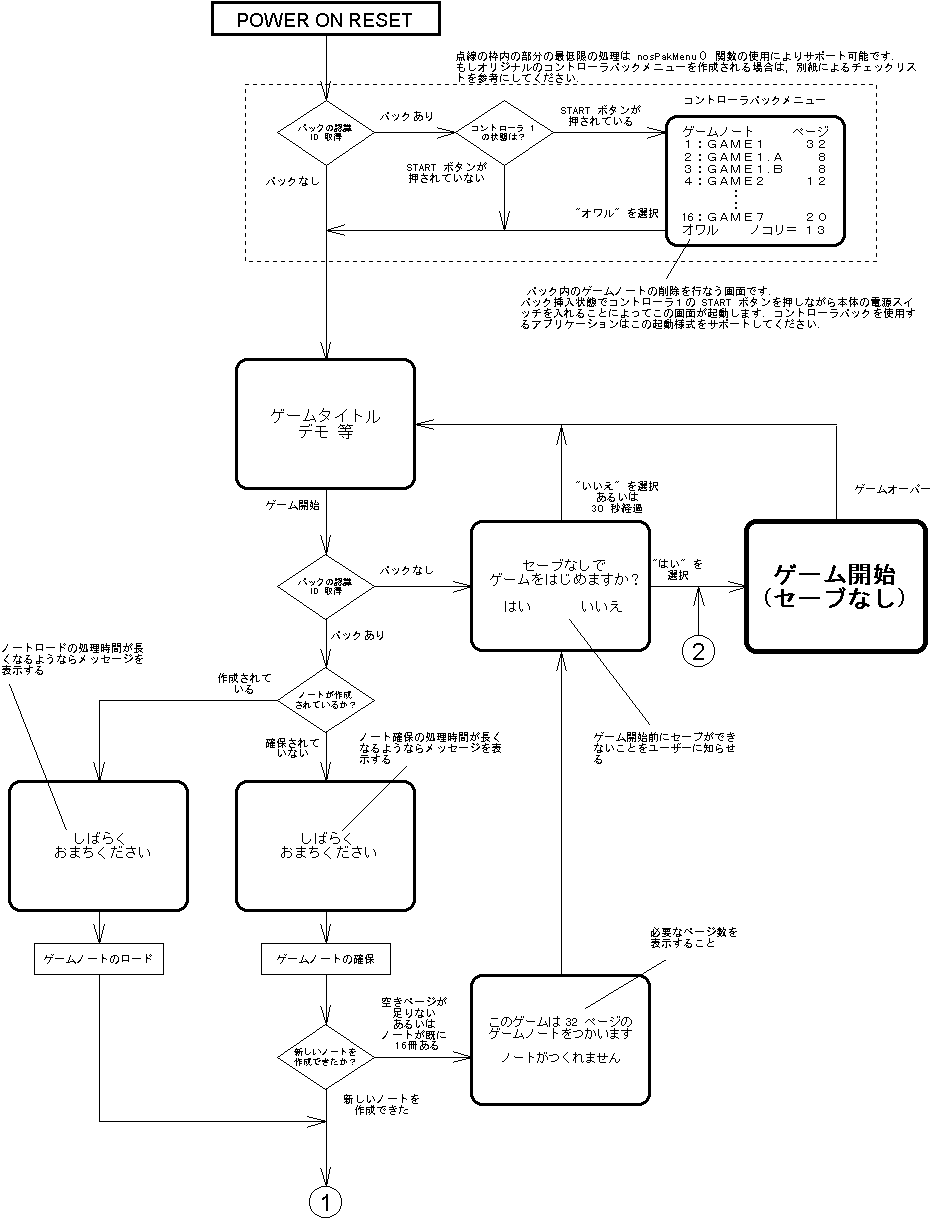 POWER ON RESET
点線の枠内の部分の最低限の処理は nosPakMenu() 関数の使用によりサポート可能です.
もしオリジナルのコントローラパックメニューを作成される場合は, 別紙によるチェックリス
トを参考にしてください.
コントローラパックメニュー
パックの認識
ID 取得
パックあり
コントローラ 1
の状態は?
START ボタンが
押されている
ゲームノート ページ
1:GAME1 32
2:GAME1.A 8
3:GAME1.B 8
4:GAME2 12
:
:
16:GAME7 20
オワル ノコリ= 13
パックなし
START ボタンが
押されていない
"オワル" を選択
パック内のゲームノートの削除を行なう画面です.
パック挿入状態でコントローラ1の START ボタンを押しながら本体の電源スイ
ッチを入れることによってこの画面が起動します. コントローラパックを使用す
るアプリケーションはこの起動様式をサポートしてください.
ゲームタイトル
デモ 等
ゲーム開始
"いいえ" を選択
あるいは
30 秒経過
ゲームオーバー
パックの認識
ID 取得
パックなし
セーブなしで
ゲームをはじめますか?
はい いいえ
"はい" を
選択
ゲーム開始
(セーブなし)
2
パックあり
ノートロードの処理時間が長
くなるようならメッセージを
表示する
作成されて
いる
ノートが作成
されているか?
確保されて
いない
ノート確保の処理時間が長く
なるようならメッセージを表
示する
ゲーム開始前にセーブができ
ないことをユーザーに知らせ
る
しばらく
おまちください
しばらく
おまちください
ゲームノートのロード
ゲームノートの確保
必要なページ数を
表示すること
空きページが
足りない
あるいは
ノートが既に
16冊ある
このゲームは 32 ページの
ゲームノートをつかいます
ノートがつくれません
新しいノートを
作成できたか?
新しいノートを
作成できた
1